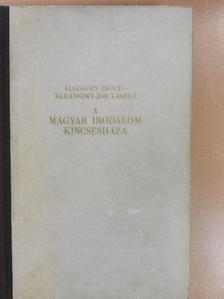 ALSZEGHY ZSOLT—
BARÁNSZKY-JÓB LÁSZLÓ
A
MAGYAR IRODALOM
KINCSESHÁZA